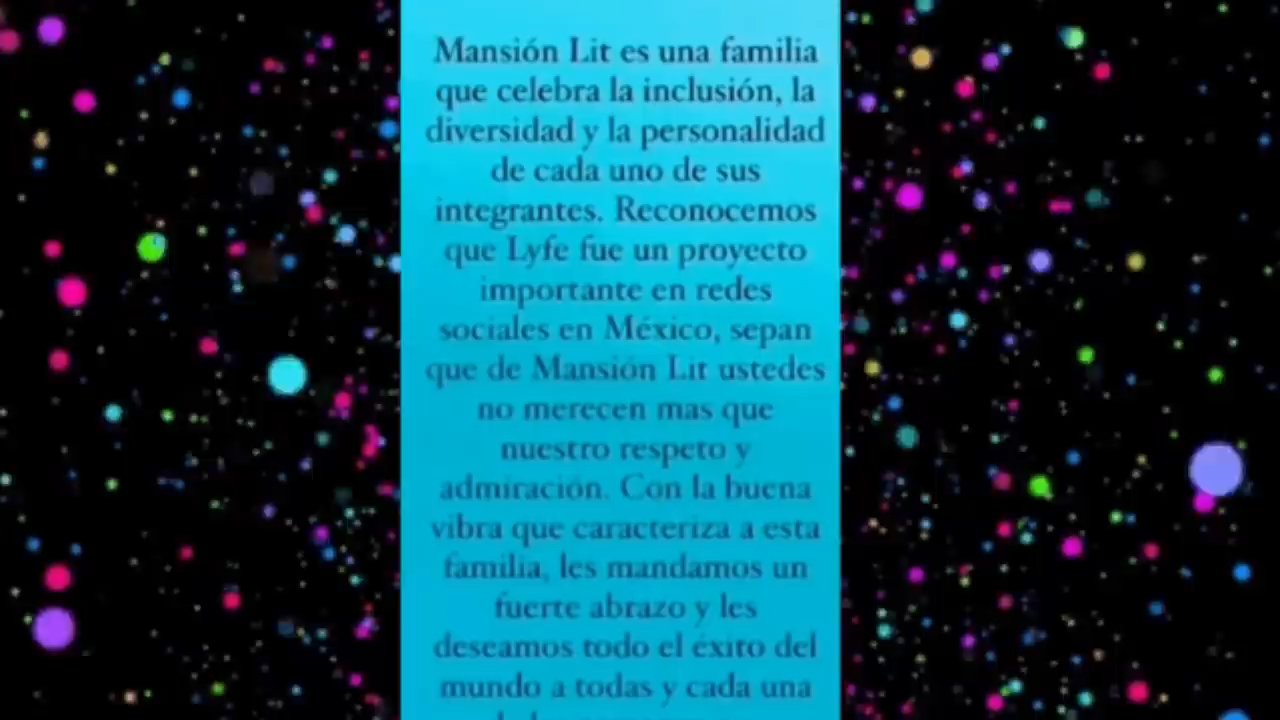 Mansión Lit es una familia
que celebra la inclusión, la
diversidad y la personalidad
de cada uno de sus
integrantes. Reconocemos
que Lyfe fue un proyecto
importante en redes
sociales en México, sepan
que de Mansión Lit ustedes
no merecen mas que
nuestro respeto y
admiración. Con la buena
vibra que caracteriza a esta
familia, les mandamos un
fuerte abrazo y les
deseamos todo el éxito del
mundo a todas y cada una